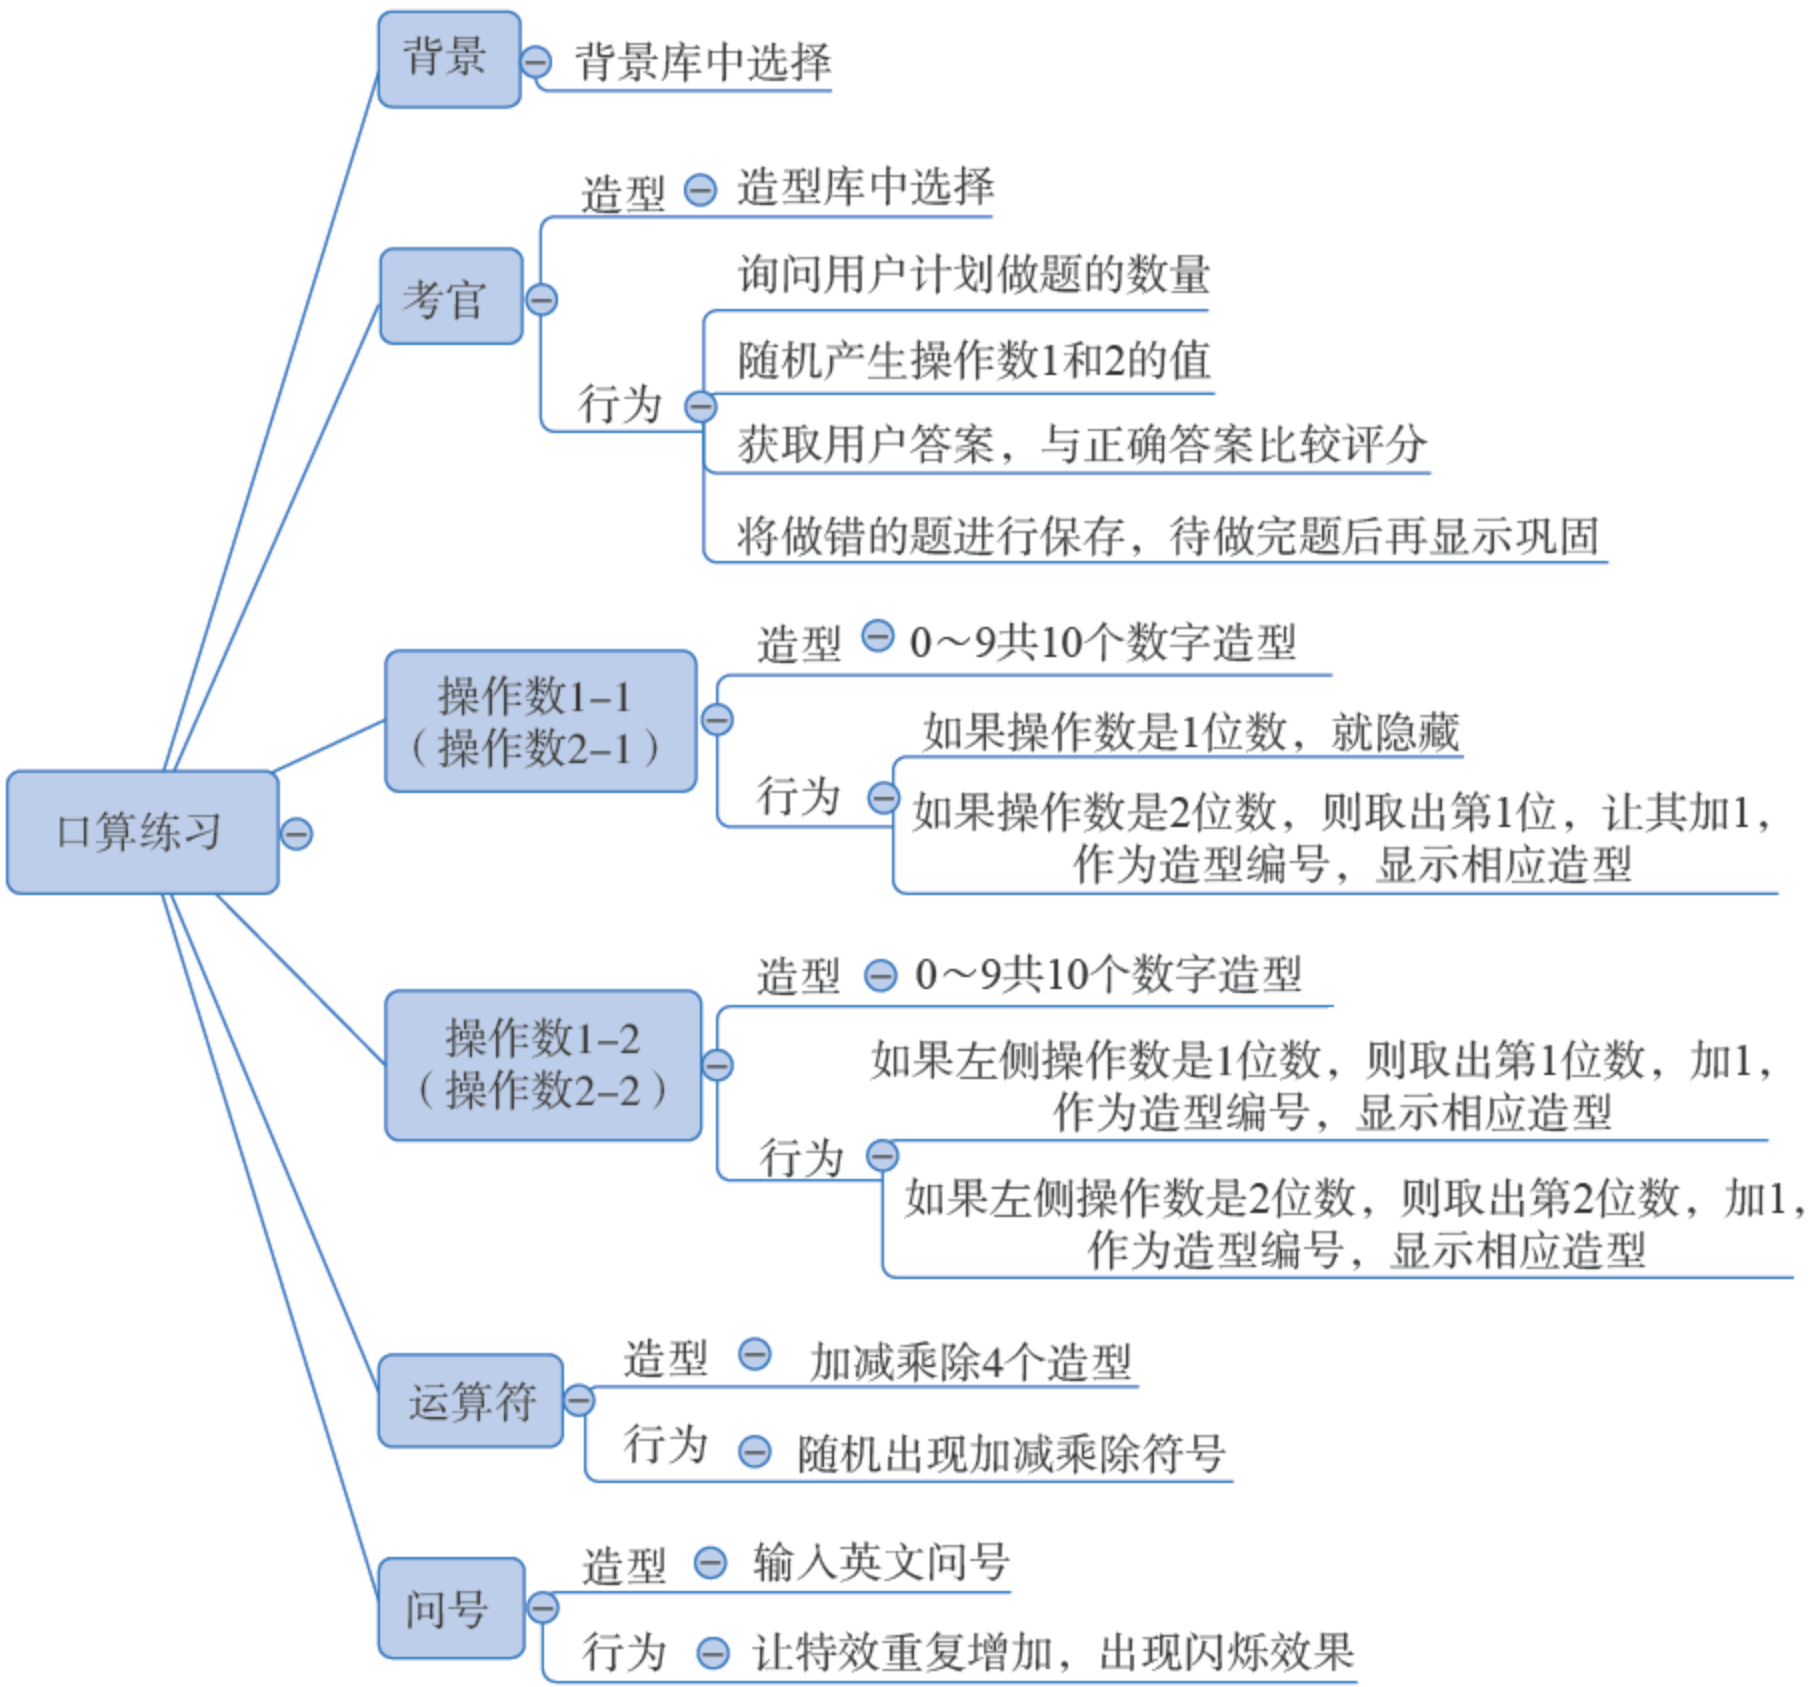 背景
背景库中选择
考官
造型
造型库中选择
行为
询问用户计划做题的数量
随机产生操作数1和2的值
获取用户答案，与正确答案比较评分
将做错的题进行保存，待做完题后再显示巩固
口算练习
操作数1–1
（操作数2–1）
造型
0～9共10个数字造型
行为
如果操作数是1位数，就隐藏
如果操作数是2位数，则取出第1位，让其加1，
作为造型编号，显示相应造型
操作数1–2
（操作数2–2）
造型
0～9共10个数字造型
行为
如果左侧操作数是1位数，则取出第1位数，加1，
作为造型编号，显示相应造型
如果左侧操作数是2位数，则取出第2位数，加1，
作为造型编号，显示相应造型
运算符
造型
加减乘除4个造型
行为
随机出现加减乘除符号
问号
造型
输入英文问号
行为
让特效重复增加，出现闪烁效果